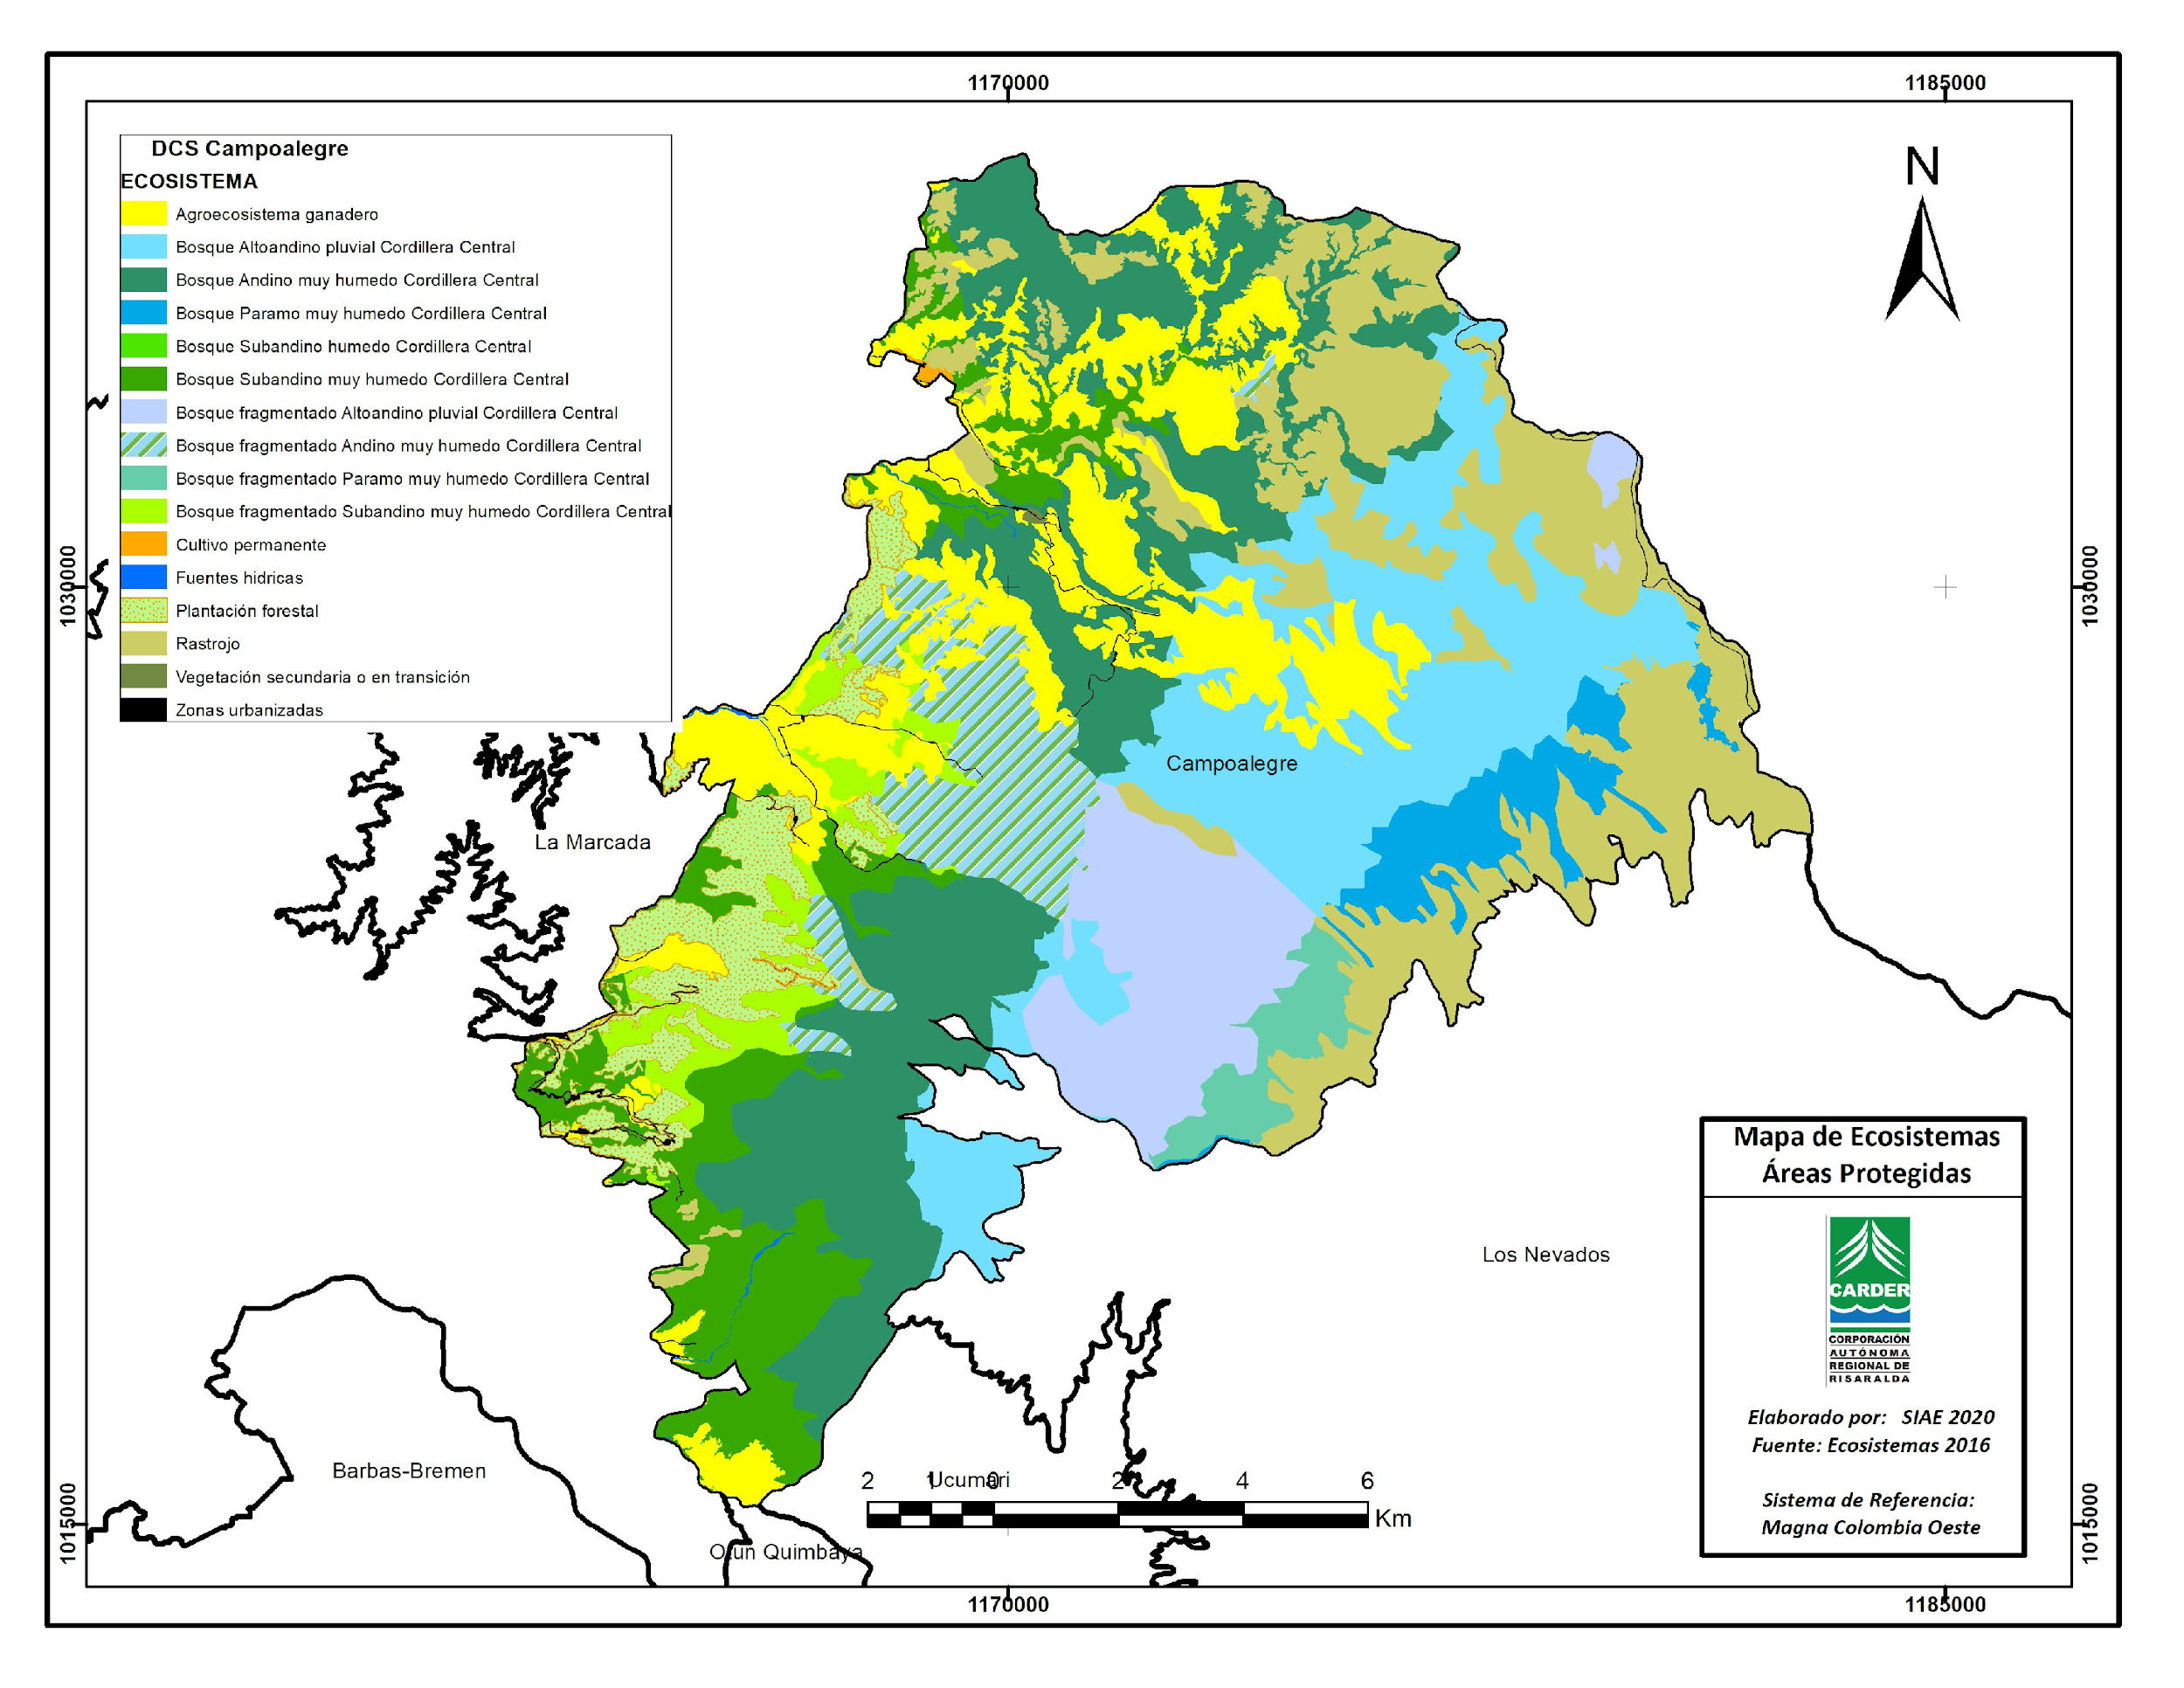 1170000
1185000
DCS Campoalegre
ECOSISTEMA
Agroecosistema ganadero
Bosque Altoandino pluvial Cordillera Central
Bosque Andino muy humedo Cordillera Central
Bosque Paramo muy humedo Cordillera Central
Bosque Subandino humedo Cordillera Central
Bosque Subandino muy humedo Cordillera Central
Bosque fragmentado Altoandino pluvial Cordillera Central
Bosque fragmentado Andino muy humedo Cordillera Central
Bosque fragmentado Paramo muy humedo Cordillera Central
Bosque fragmentado Subandino muy humedo Cordillera Central
Cultivo permanente
Fuentes hidricas
Plantación forestal
Rastrojo
Vegetación secundaria o en transición
Zonas urbanizadas
N
1030000
1030000
Campoalegre
La Marcada
Los Nevados
Barbas-Bremen
Ucumari
Otun Quimbaya
2 1 0 2 4 6
Km
Mapa de Ecosistemas
Áreas Protegidas
CARDER
CORPORACIÓN
AUTÓNOMA
REGIONAL DE
RISARALDA
Elaborado por: SIAE 2020
Fuente: Ecosistemas 2016
Sistema de Referencia:
Magna Colombia Oeste
1015000
1015000
1170000
1185000